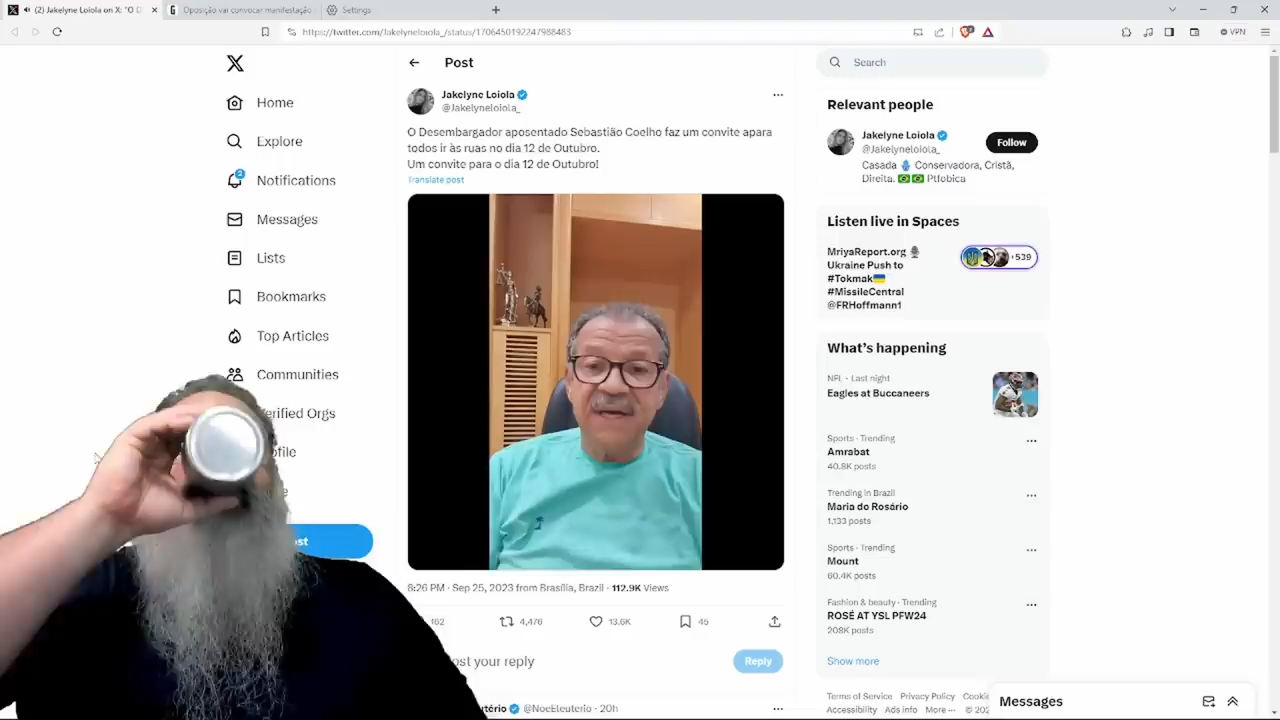 (2) Jakelyne Loiola on X: "O D
Oposição vai convocar manifestação
Settings
https://twitter.com/Jakelyneloiola_/status/1706450192247988483
VPN
Home
Explore
2
Notifications
Messages
Lists
Bookmarks
Top Articles
Communities
erified Orgs
ofile
Post
Jakelyne Loiola
@Jakelyneloiola_
O Desembargador aposentado Sebastião Coelho faz um convite apara
todos ir às ruas no dia 12 de Outubro.
Um convite para o dia 12 de Outubro!
Translate post
8:26 PM · Sep 25, 2023 from Brasília, Brazil · 112.9K Views
4,476
13.6K
45
ost your reply
Reply
@NoeEleuterio · 20h
Search
Relevant people
Jakelyne Loiola
@Jakelyneloiola_
Follow
Casada Conservadora, Cristã,
Direita. Ptfobica
Listen live in Spaces
MriyaReport.org
Ukraine Push to
#Tokmak
#MissileCentral
@FRHoffmann1
+539
What's happening
NFL · Last night
Eagles at Buccaneers
Sports · Trending
Amrabat
40.8K posts
Trending in Brazil
Maria do Rosário
1,133 posts
Sports · Trending
Mount
60.4K posts
Fashion & beauty · Trending
ROSÉ AT YSL PFW24
208K posts
Show more
Terms of Service Privacy Policy Cookie
Accessibility Ads info More ··· © 202
Messages